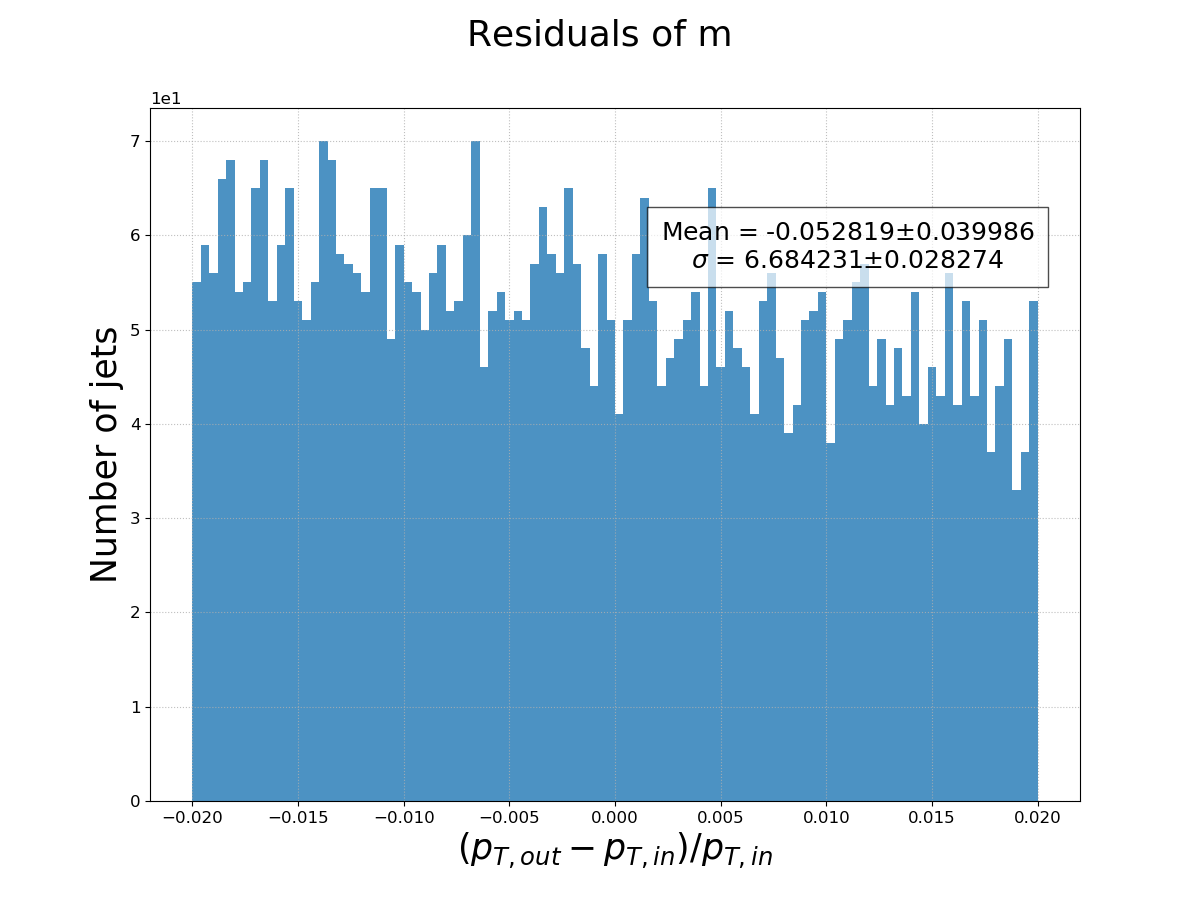 Residuals of m
1e1
7
6
5
4
3
2
1
0
Number of jets
Mean = -0.052819±0.039986
σ = 6.684231±0.028274
−0.020 −0.015 −0.010 −0.005 0.000 0.005 0.010 0.015 0.020
(p_{T,out} − p_{T,in})/p_{T,in}